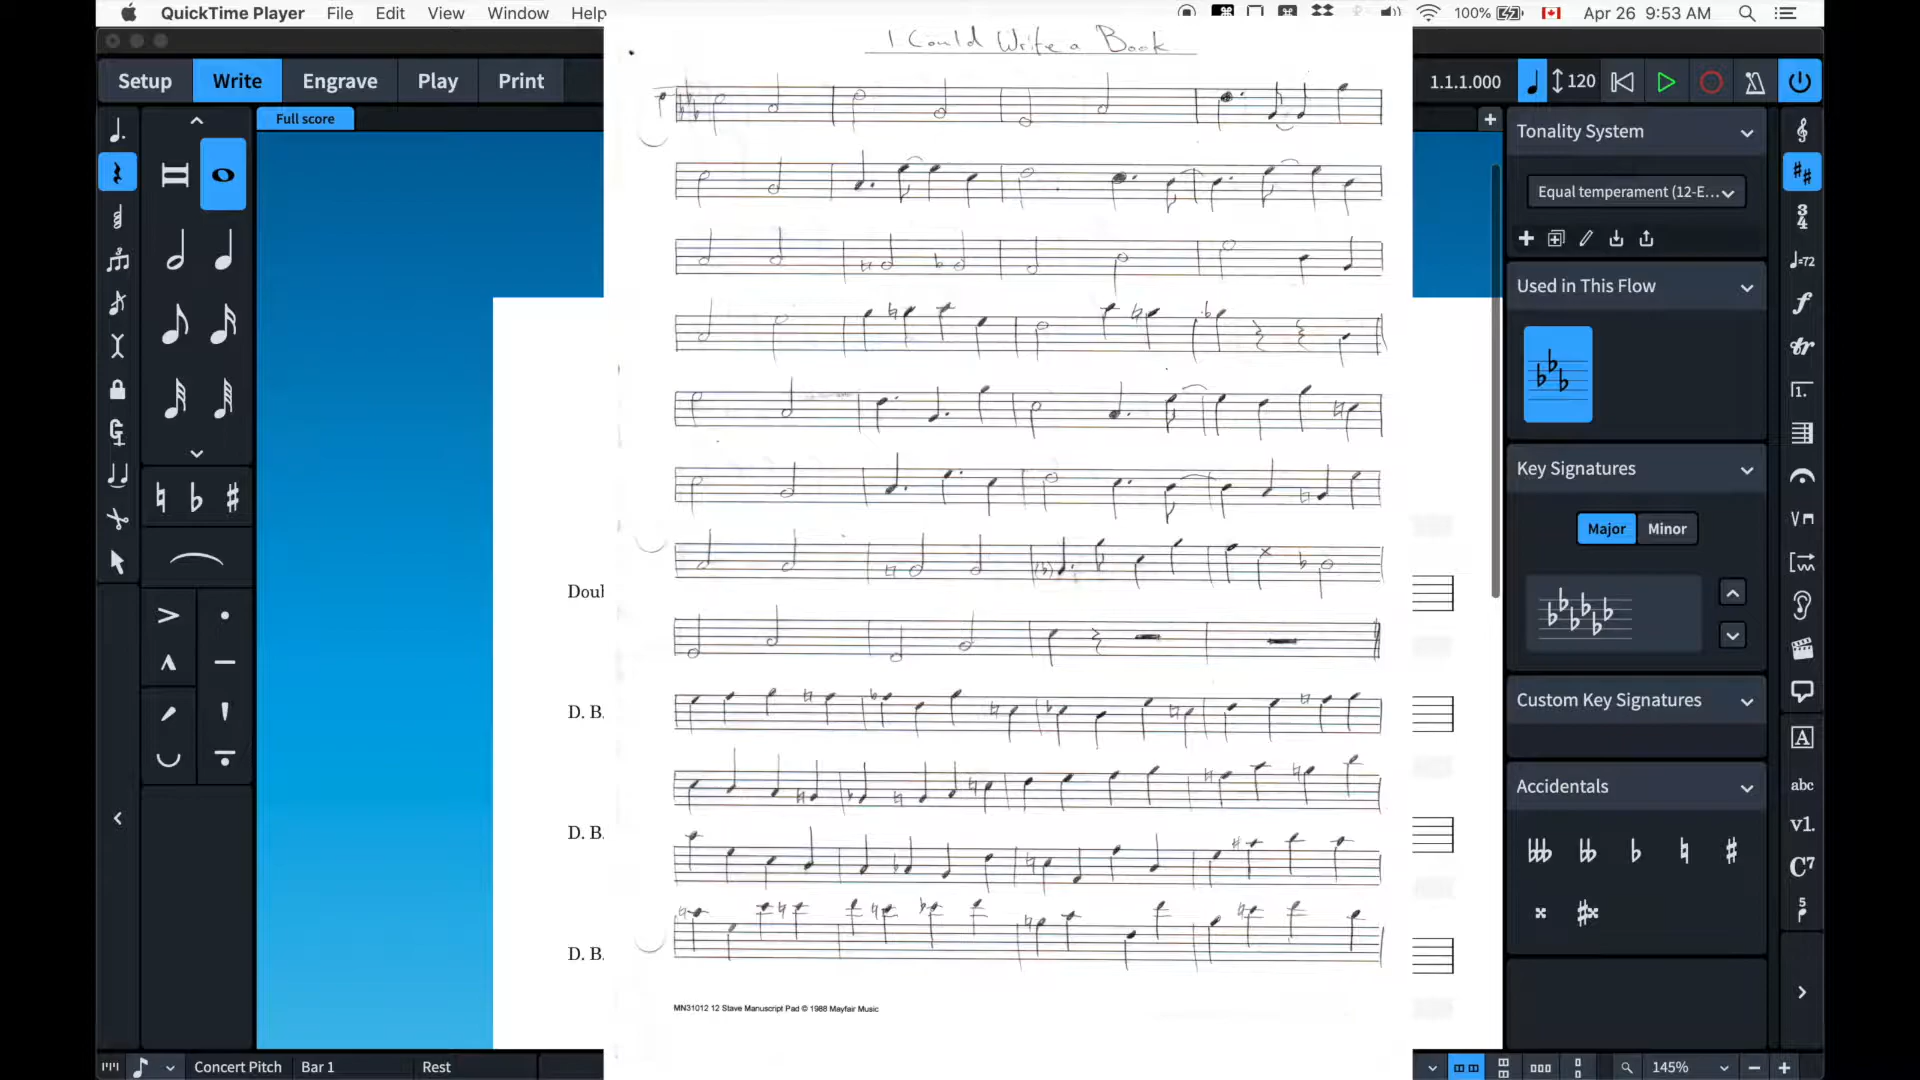 QuickTime Player File Edit View Window Help 100% Apr 26 9:53 AM
I Could Write a Book
Setup Write Engrave Play Print 1.1.1.000 120
Full score
Tonality System
Equal temperament (12-E...
=72
Used in This Flow
Key Signatures
Major Minor
Doul
D. B.
Custom Key Signatures
A
Accidentals
abc
v1.
D. B.
C7
5
D. B.
MN31012 12 Stave Manuscript Pad © 1988 Mayfair Music
Concert Pitch Bar 1 Rest 145%